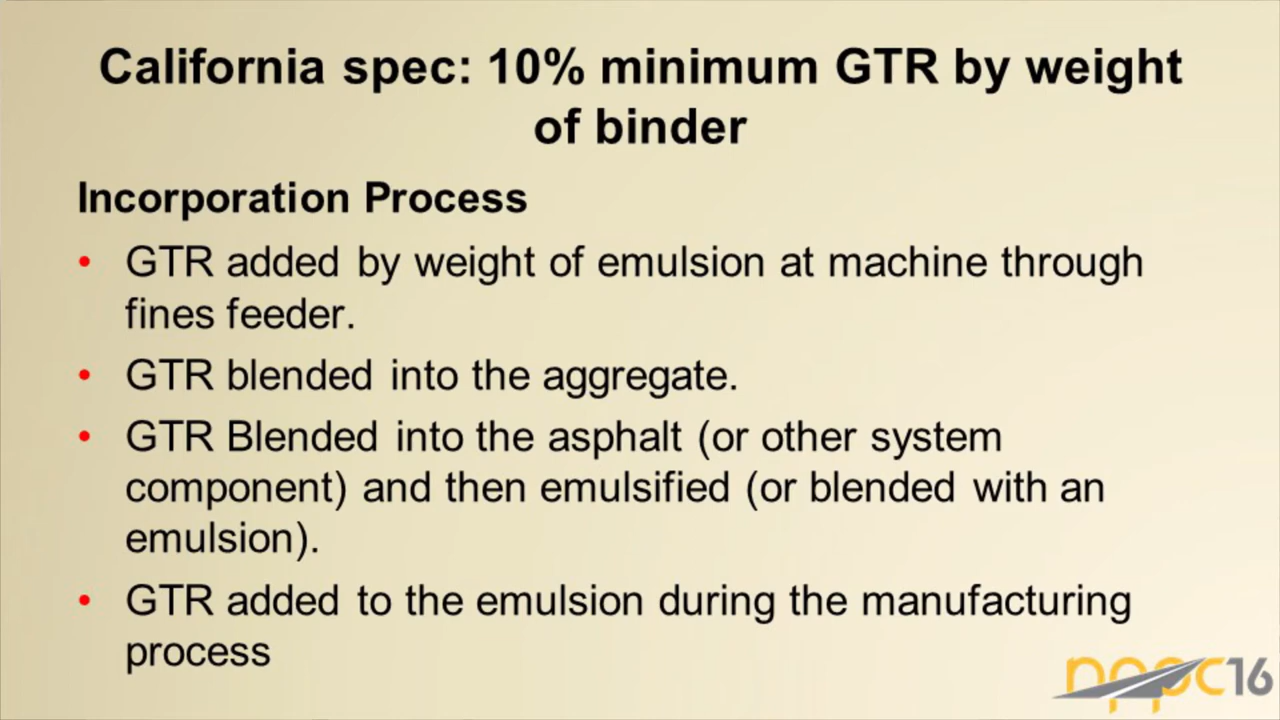 California spec: 10% minimum GTR by weight
of binder
Incorporation Process
• GTR added by weight of emulsion at machine through
fines feeder.
• GTR blended into the aggregate.
• GTR Blended into the asphalt (or other system
component) and then emulsified (or blended with an
emulsion).
• GTR added to the emulsion during the manufacturing
process
nppc16